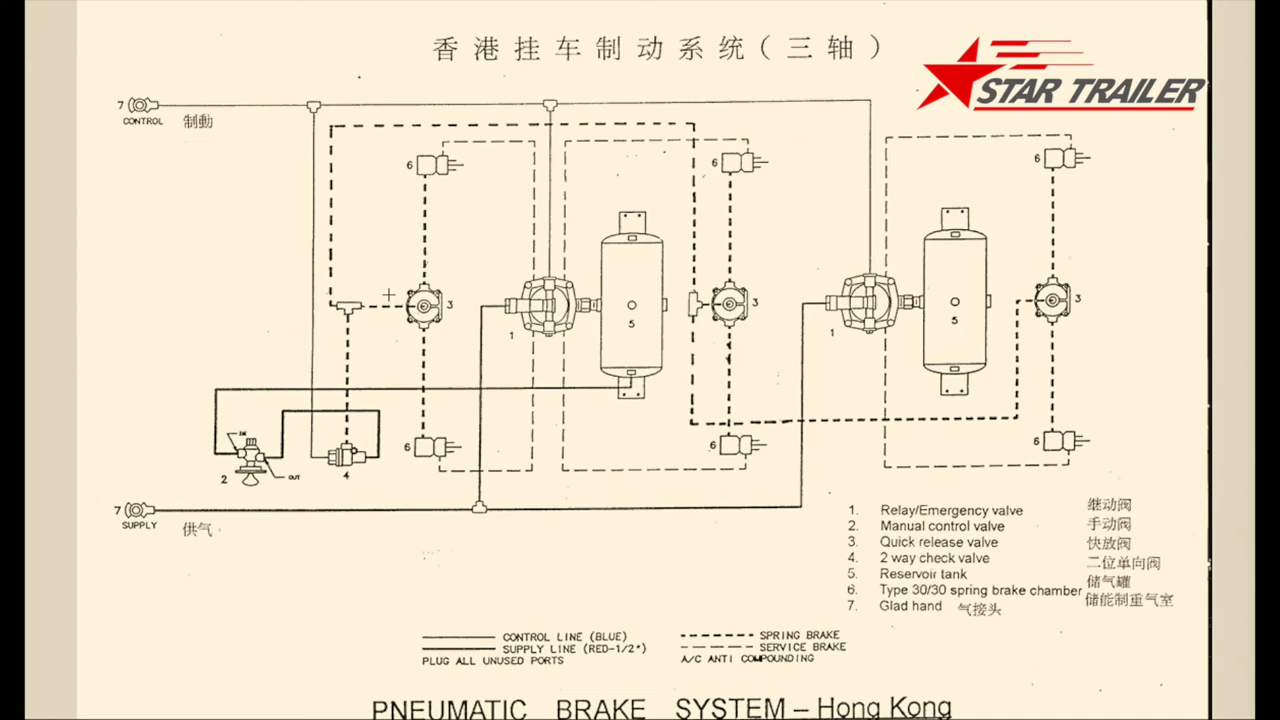 香港挂车制动系统(三轴)
STAR TRAILER
7
CONTROL 制動
6
6
6
3
3
3
1
5
1
5
IN
2
OUT
4
6
6
6
7
SUPPLY 供气
1. Relay/Emergency valve 继动阀
2. Manual control valve 手动阀
3. Quick release valve 快放阀
4. 2 way check valve 二位单向阀
5. Reservoir tank 储气罐
6. Type 30/30 spring brake chamber 储能制重气室
7. Glad hand 气接头
CONTROL LINE (BLUE)
SUPPLY LINE (RED-1/2")
PLUG ALL UNUSED PORTS
SPRING BRAKE
SERVICE BRAKE
A/C ANTI COMPOUNDING
PNEUMATIC BRAKE SYSTEM – Hong Kong